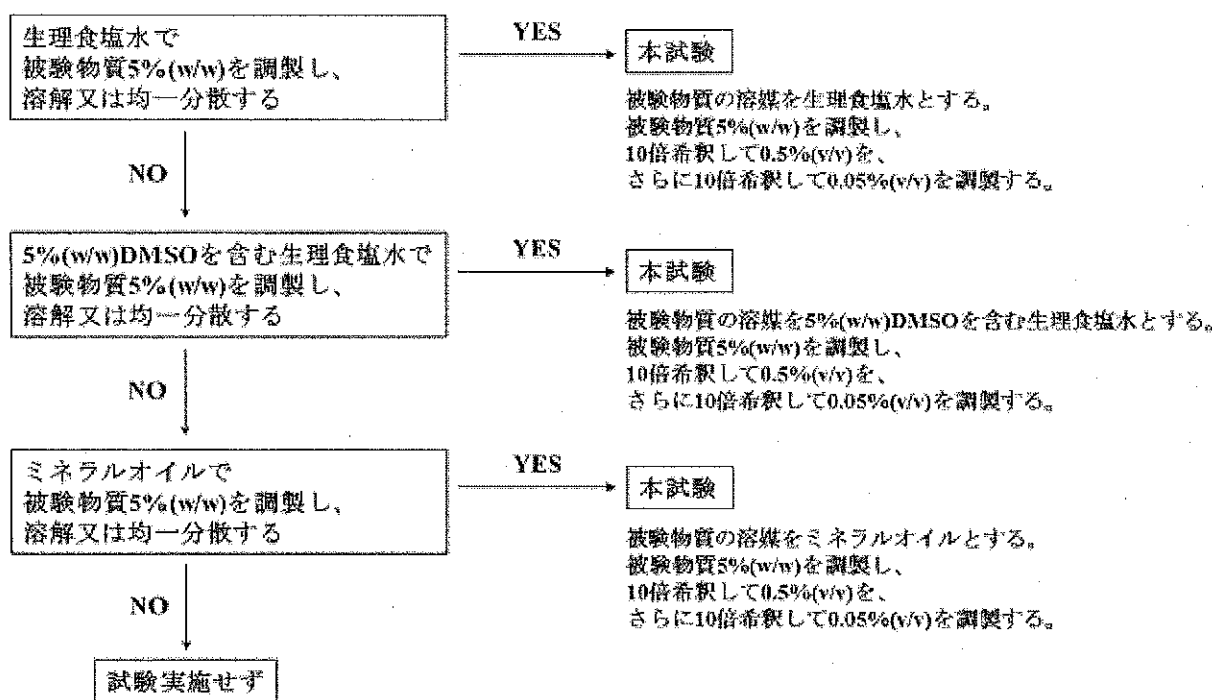 生理食塩水で
被験物質5%(w/w)を調製し、
溶解又は均一分散する
YES
本試験
被験物質の溶媒を生理食塩水とする。
被験物質5%(w/w)を調製し、
10倍希釈して0.5%(v/v)を、
さらに10倍希釈して0.05%(v/v)を調製する。
NO
5%(w/w)DMSOを含む生理食塩水で
被験物質5%(w/w)を調製し、
溶解又は均一分散する
YES
本試験
被験物質の溶媒を5%(w/w)DMSOを含む生理食塩水とする。
被験物質5%(w/w)を調製し、
10倍希釈して0.5%(v/v)を、
さらに10倍希釈して0.05%(v/v)を調製する。
NO
ミネラルオイルで
被験物質5%(w/w)を調製し、
溶解又は均一分散する
YES
本試験
被験物質の溶媒をミネラルオイルとする。
被験物質5%(w/w)を調製し、
10倍希釈して0.5%(v/v)を、
さらに10倍希釈して0.05%(v/v)を調製する。
NO
試験実施せず